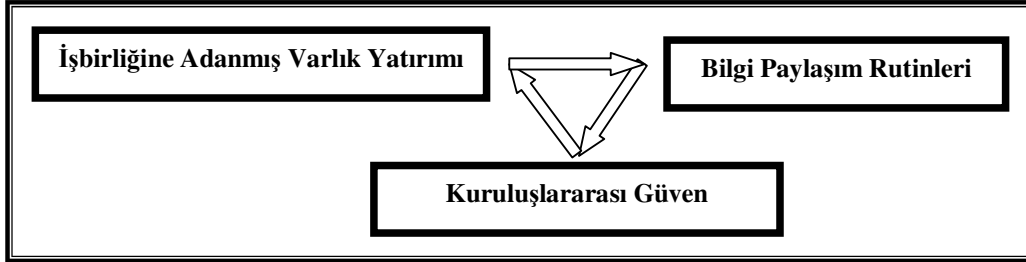 İşbirliğine Adanmış Varlık Yatırımı
Bilgi Paylaşım Rutinleri
Kuruluşlararası Güven